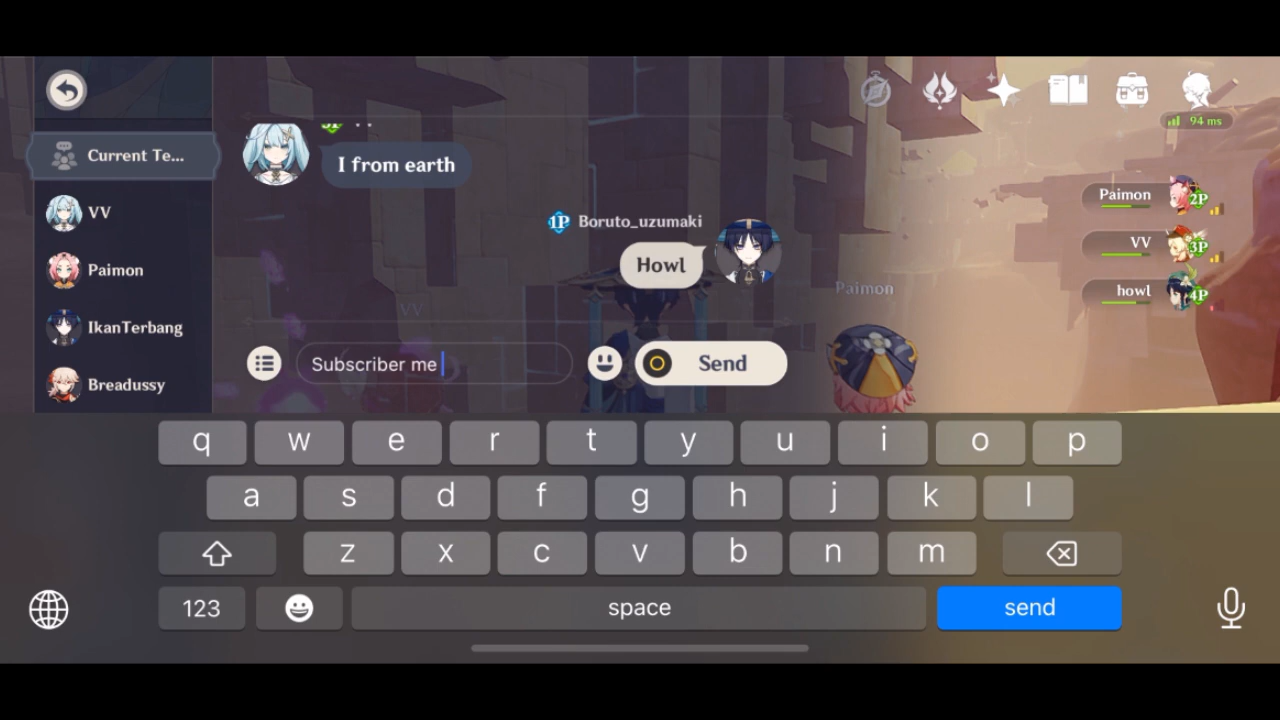 94 ms
Current Te...
VV
Paimon
IkanTerbang
Breadussy
I from earth
1P Boruto_uzumaki
Howl
Paimon 2P
VV 3P
howl 4P
Paimon
VV
Subscriber me
Send
q w e r t y u i o p
a s d f g h j k l
z x c v b n m
123 space send